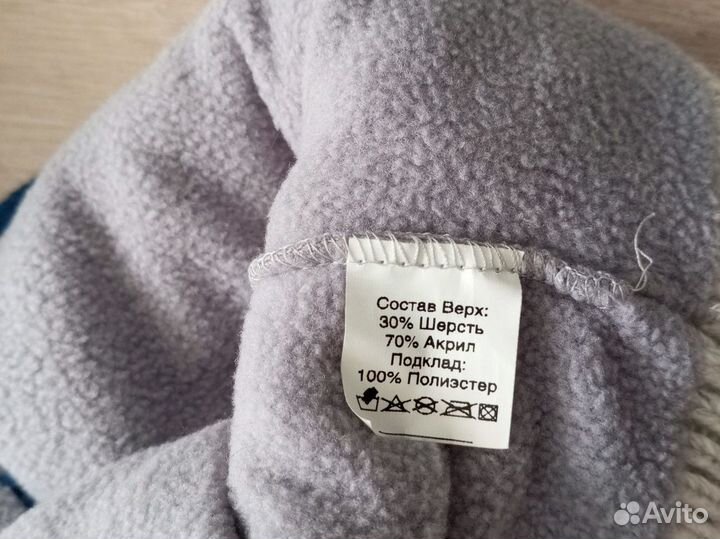 Состав Верх:
30% Шерсть
70% Акрил
Подклад:
100% Полиэстер
Avito